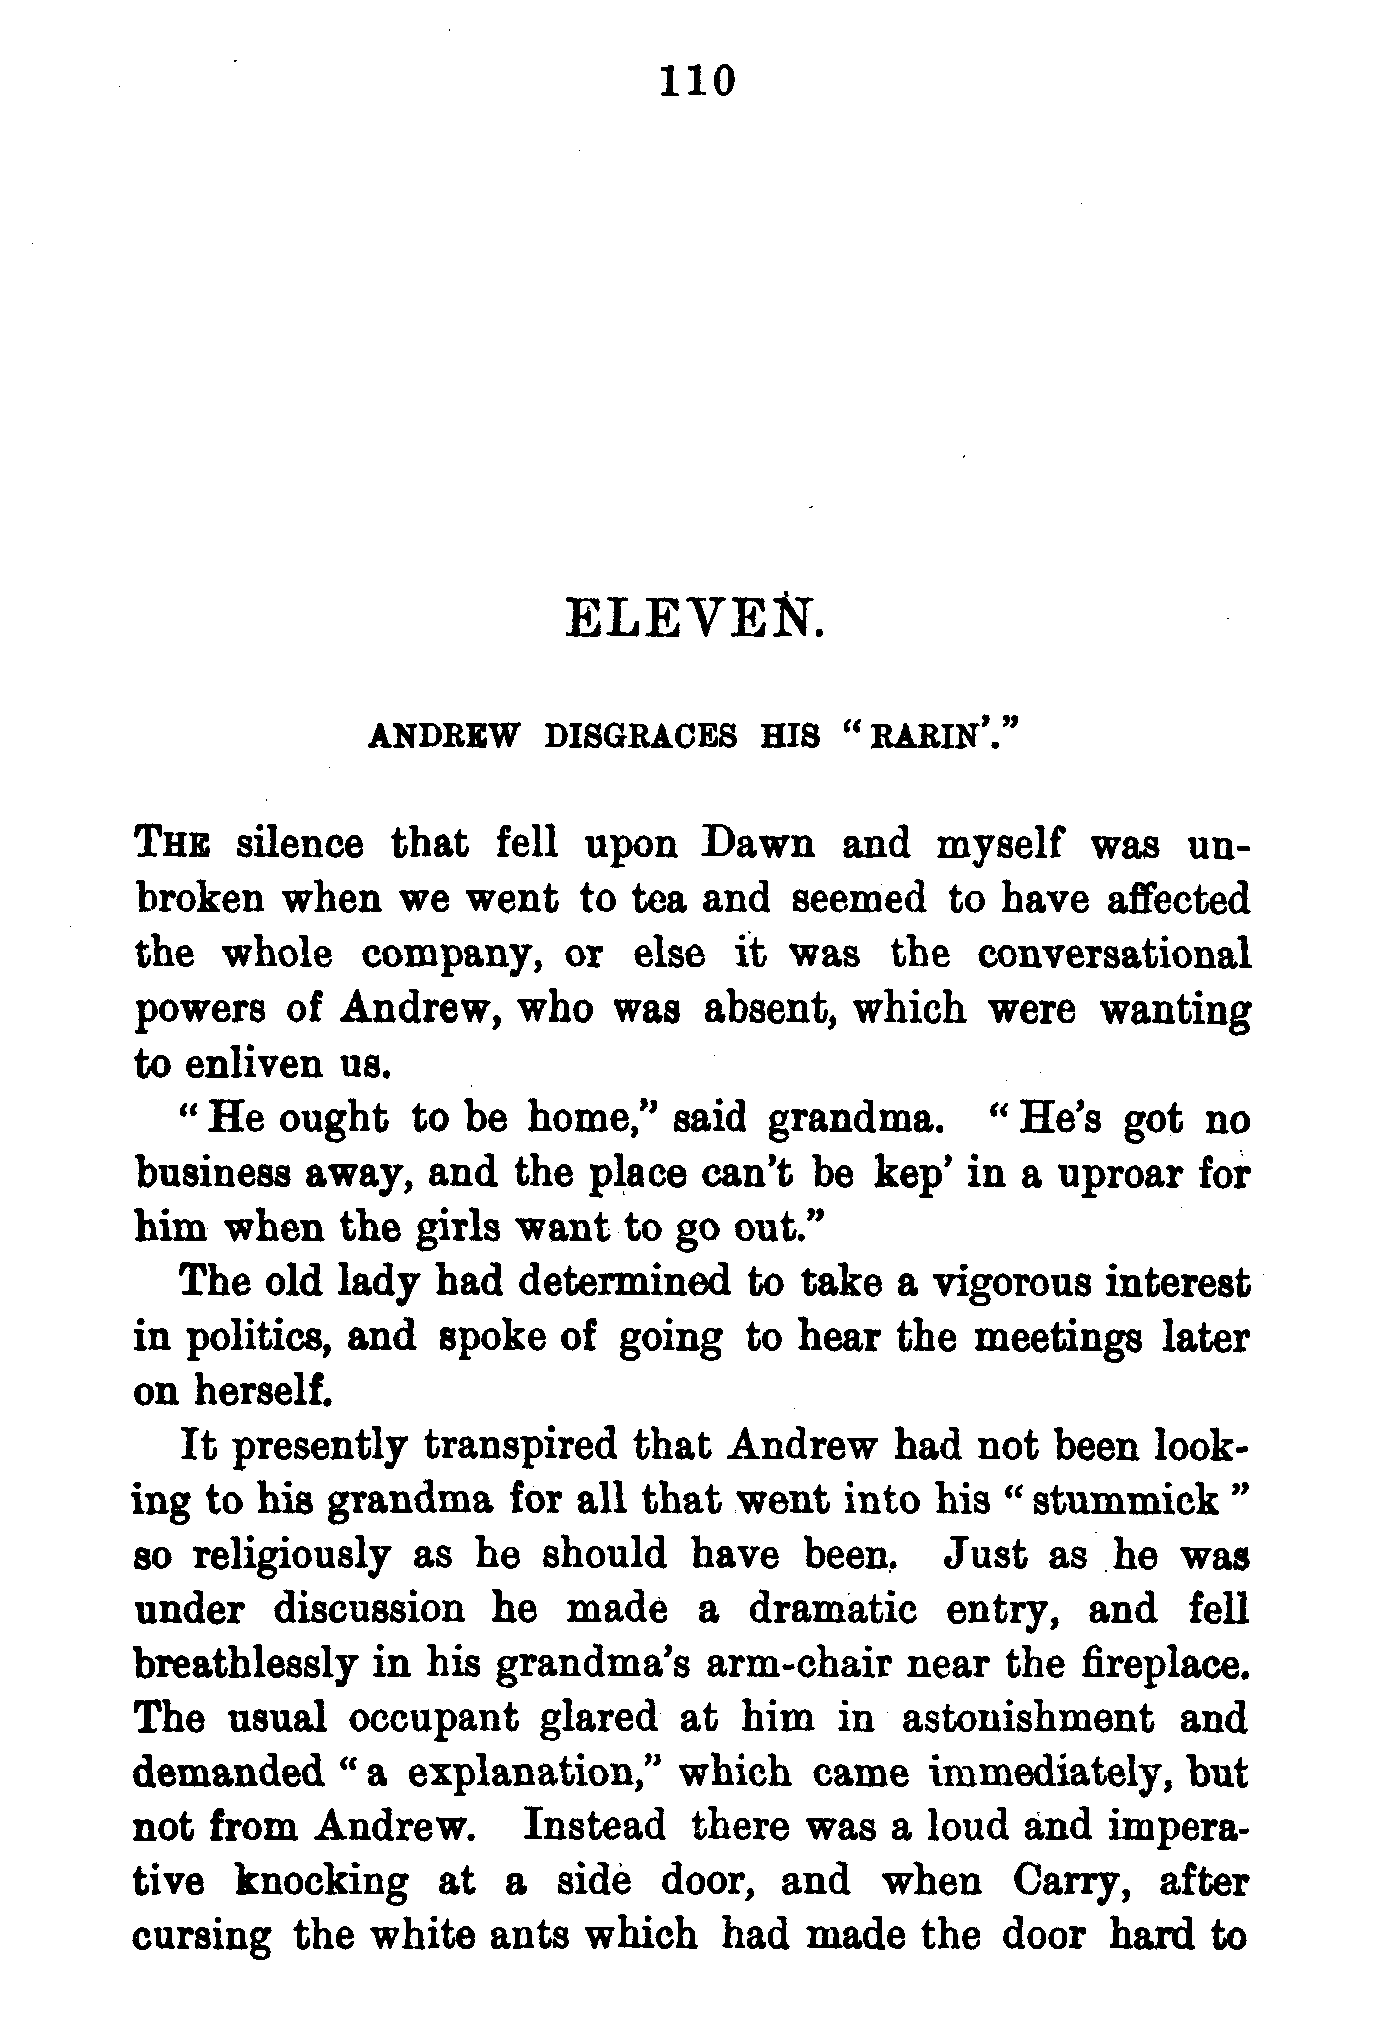 110
ELEVEN.
ANDREW DISGRACES HIS “RARIN’.”
THE silence that fell upon Dawn and myself was un-
broken when we went to tea and seemed to have affected
the whole company, or else it was the conversational
powers of Andrew, who was absent, which were wanting
to enliven us.
“He ought to be home,” said grandma. “He’s got no
business away, and the place can’t be kep’ in a uproar for
him when the girls want to go out.”
The old lady had determined to take a vigorous interest
in politics, and spoke of going to hear the meetings later
on herself.
It presently transpired that Andrew had not been look-
ing to his grandma for all that went into his “stummick”
so religiously as he should have been. Just as he was
under discussion he made a dramatic entry, and fell
breathlessly in his grandma’s arm-chair near the fireplace.
The usual occupant glared at him in astonishment and
demanded “a explanation,” which came immediately, but
not from Andrew. Instead there was a loud and impera-
tive knocking at a side door, and when Carry, after
cursing the white ants which had made the door hard to